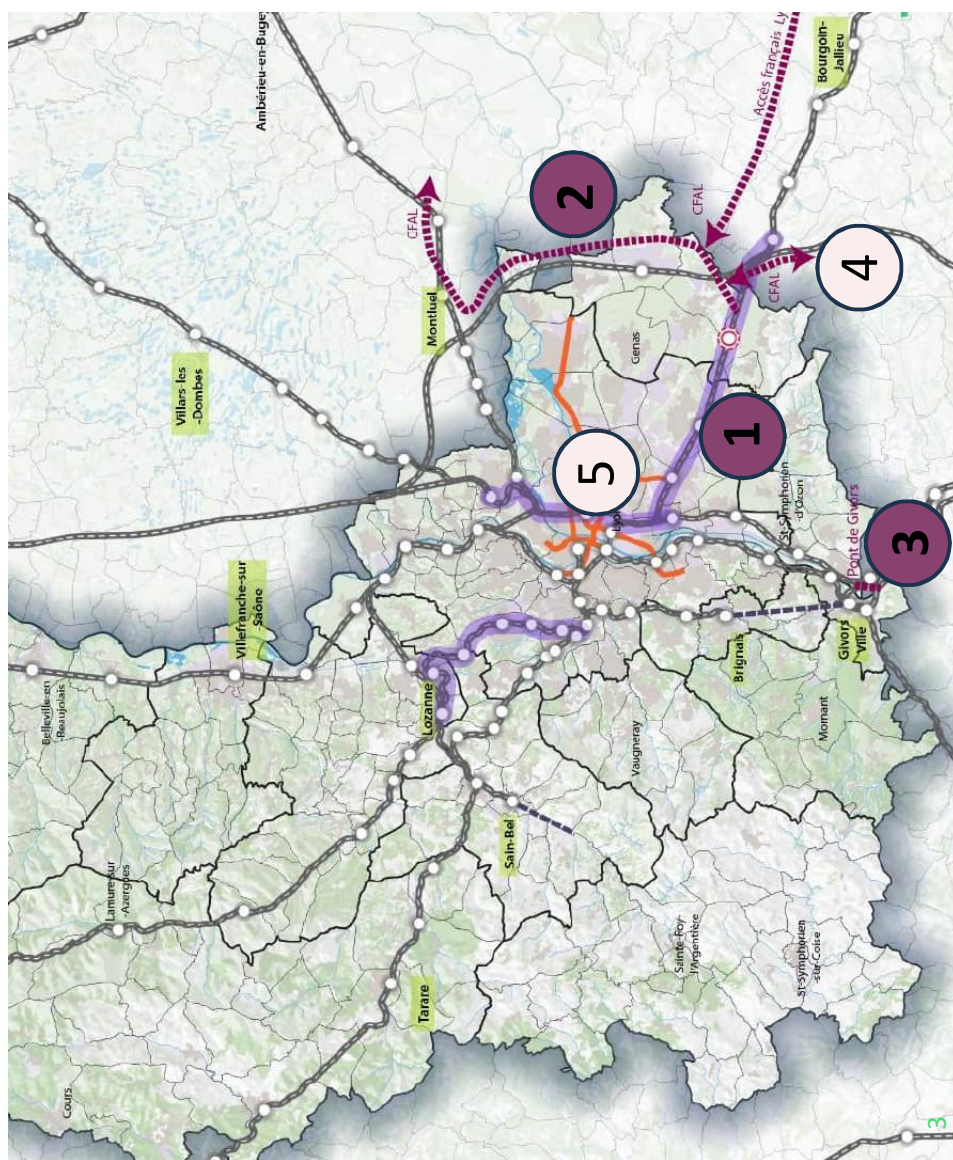 Ambérieu-en-Bugey
Accès français Ly
Bourgoin-
Jallieu
CFAL
2
CFAL
CFAL
4
Montluel
Villars-les
-Dombes
Genas
1
5
Lyo
St-Symphorien
-d'Ozon
Pont de Givors
3
Villefranche-sur
-Saône
Belleville-en
-Beaujolais
Lozanne
Brignais
Givors
Ville
Vaugneray
Mornant
Sain-Bel
Lamure-sur
-Azergues
Sainte-Foy-
l'Argentière
St-Symphorien
-sur-Coise
Tarare
Cours
3